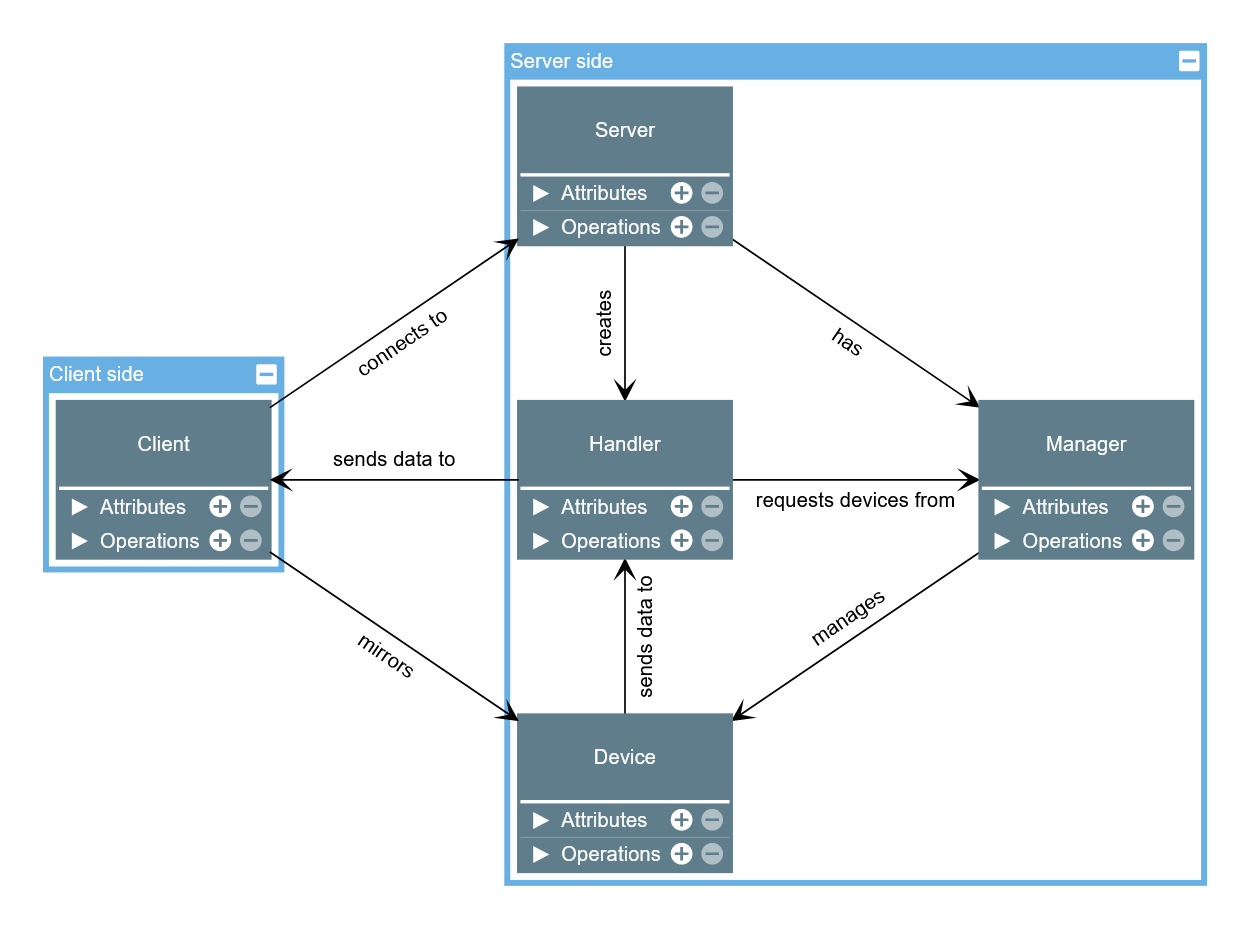 Server side
Server
Attributes
Operations
connects to
creates
has
Client side
Client
Attributes
Operations
sends data to
Handler
Attributes
Operations
requests devices from
Manager
Attributes
Operations
mirrors
sends data to
manages
Device
Attributes
Operations